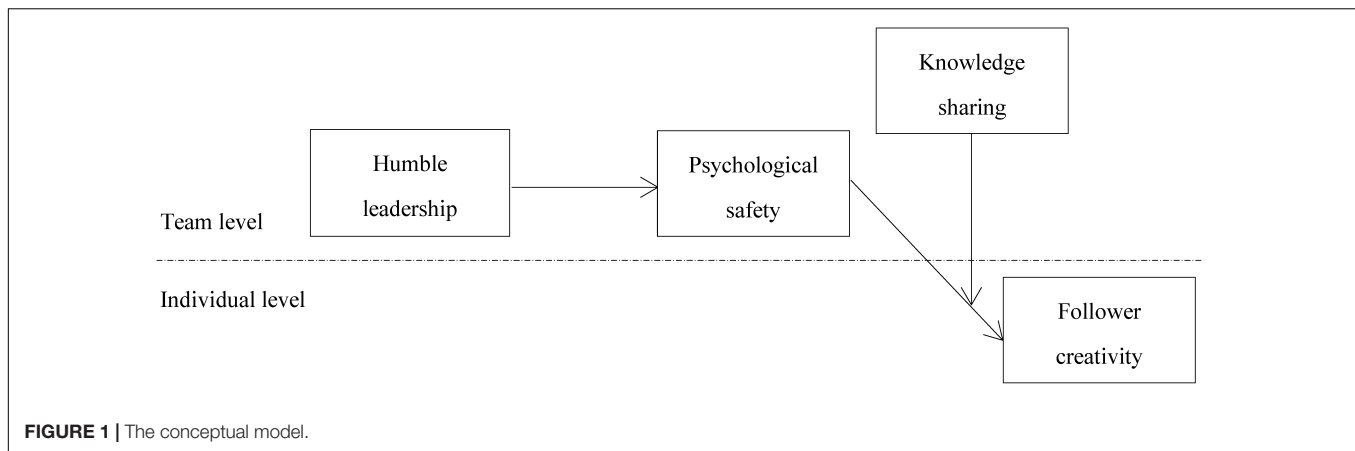 Knowledge
sharing
Humble
leadership
Psychological
safety
Team level
Individual level
Follower
creativity
FIGURE 1 | The conceptual model.